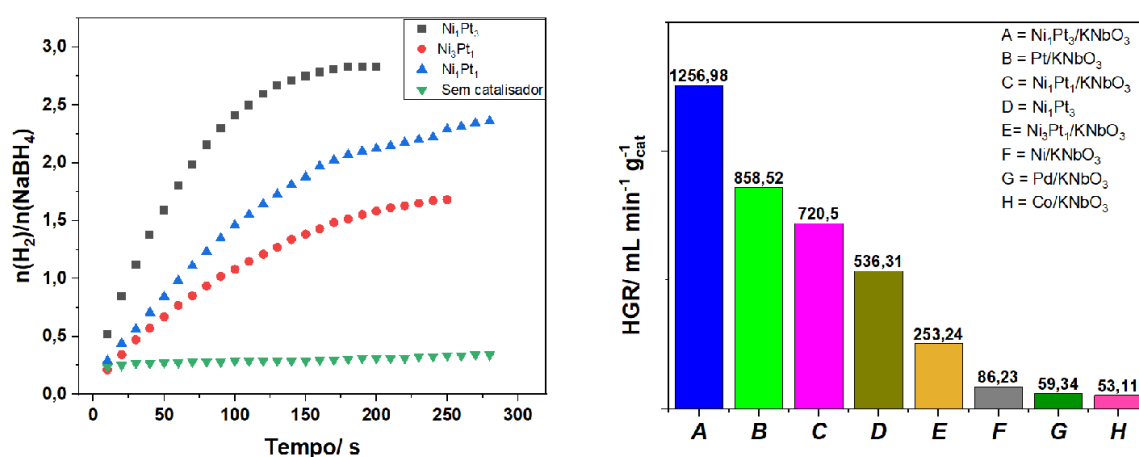 3,0
2,5
2,0
1,5
1,0
0,5
0,0
n(H₂)/n(NaBH₄)
0 50 100 150 200 250 300
Tempo/ s
Ni₁Pt₃
Ni₃Pt₁
Ni₁Pt₁
Sem catalisador
HGR/ mL min⁻¹ g⁻¹cat
1256,98
858,52
720,5
536,31
253,24
86,23
59,34
53,11
A B C D E F G H
A = Ni₁Pt₃/KNbO₃
B = Pt/KNbO₃
C = Ni₁Pt₁/KNbO₃
D = Ni₁Pt₃
E= Ni₃Pt₁/KNbO₃
F = Ni/KNbO₃
G = Pd/KNbO₃
H = Co/KNbO₃